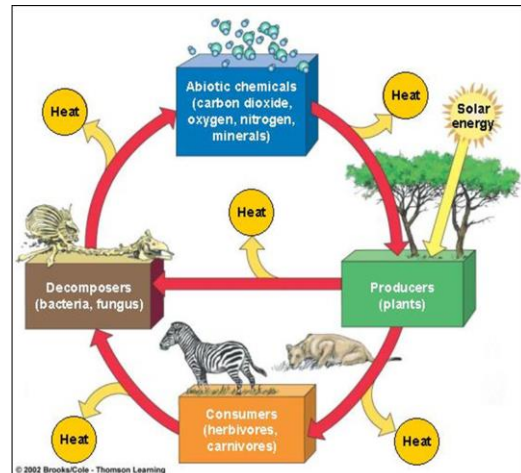 Abiotic chemicals
(carbon dioxide,
oxygen, nitrogen,
minerals)
Heat
Heat
Solar
energy
Heat
Decomposers
(bacteria, fungus)
Producers
(plants)
Consumers
(herbivores,
carnivores)
Heat
Heat
© 2002 Brooks/Cole - Thomson Learning